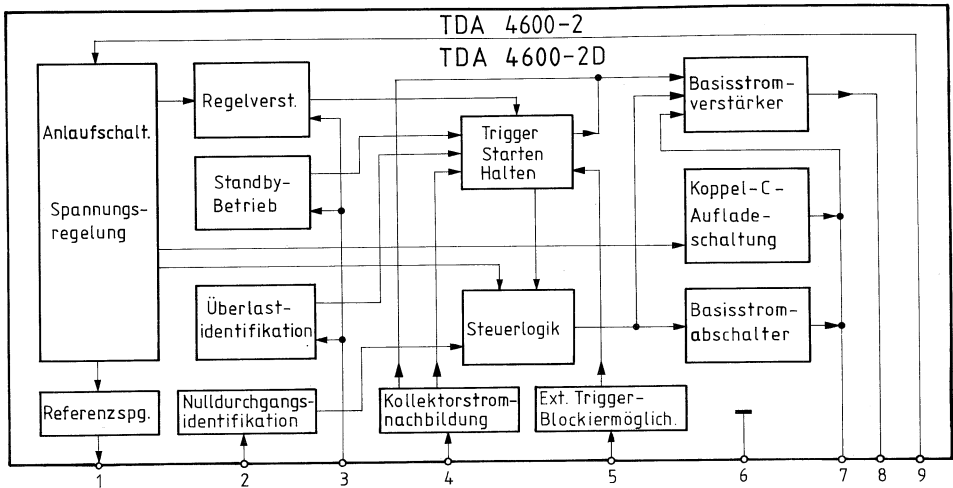 TDA 4600-2
TDA 4600-2D
Anlaufschalt.
Spannungs-
regelung
Regelverst.
Standby-
Betrieb
Überlast-
identifikation
Referenzspg.
Nulldurchgangs-
identifikation
Trigger
Starten
Halten
Steuerlogik
Kollektorstrom-
nachbildung
Ext. Trigger-
Blockiermöglich.
Basisstrom-
verstärker
Koppel-C-
Auflade-
schaltung
Basisstrom-
abschalter
1 2 3 4 5 6 7 8 9